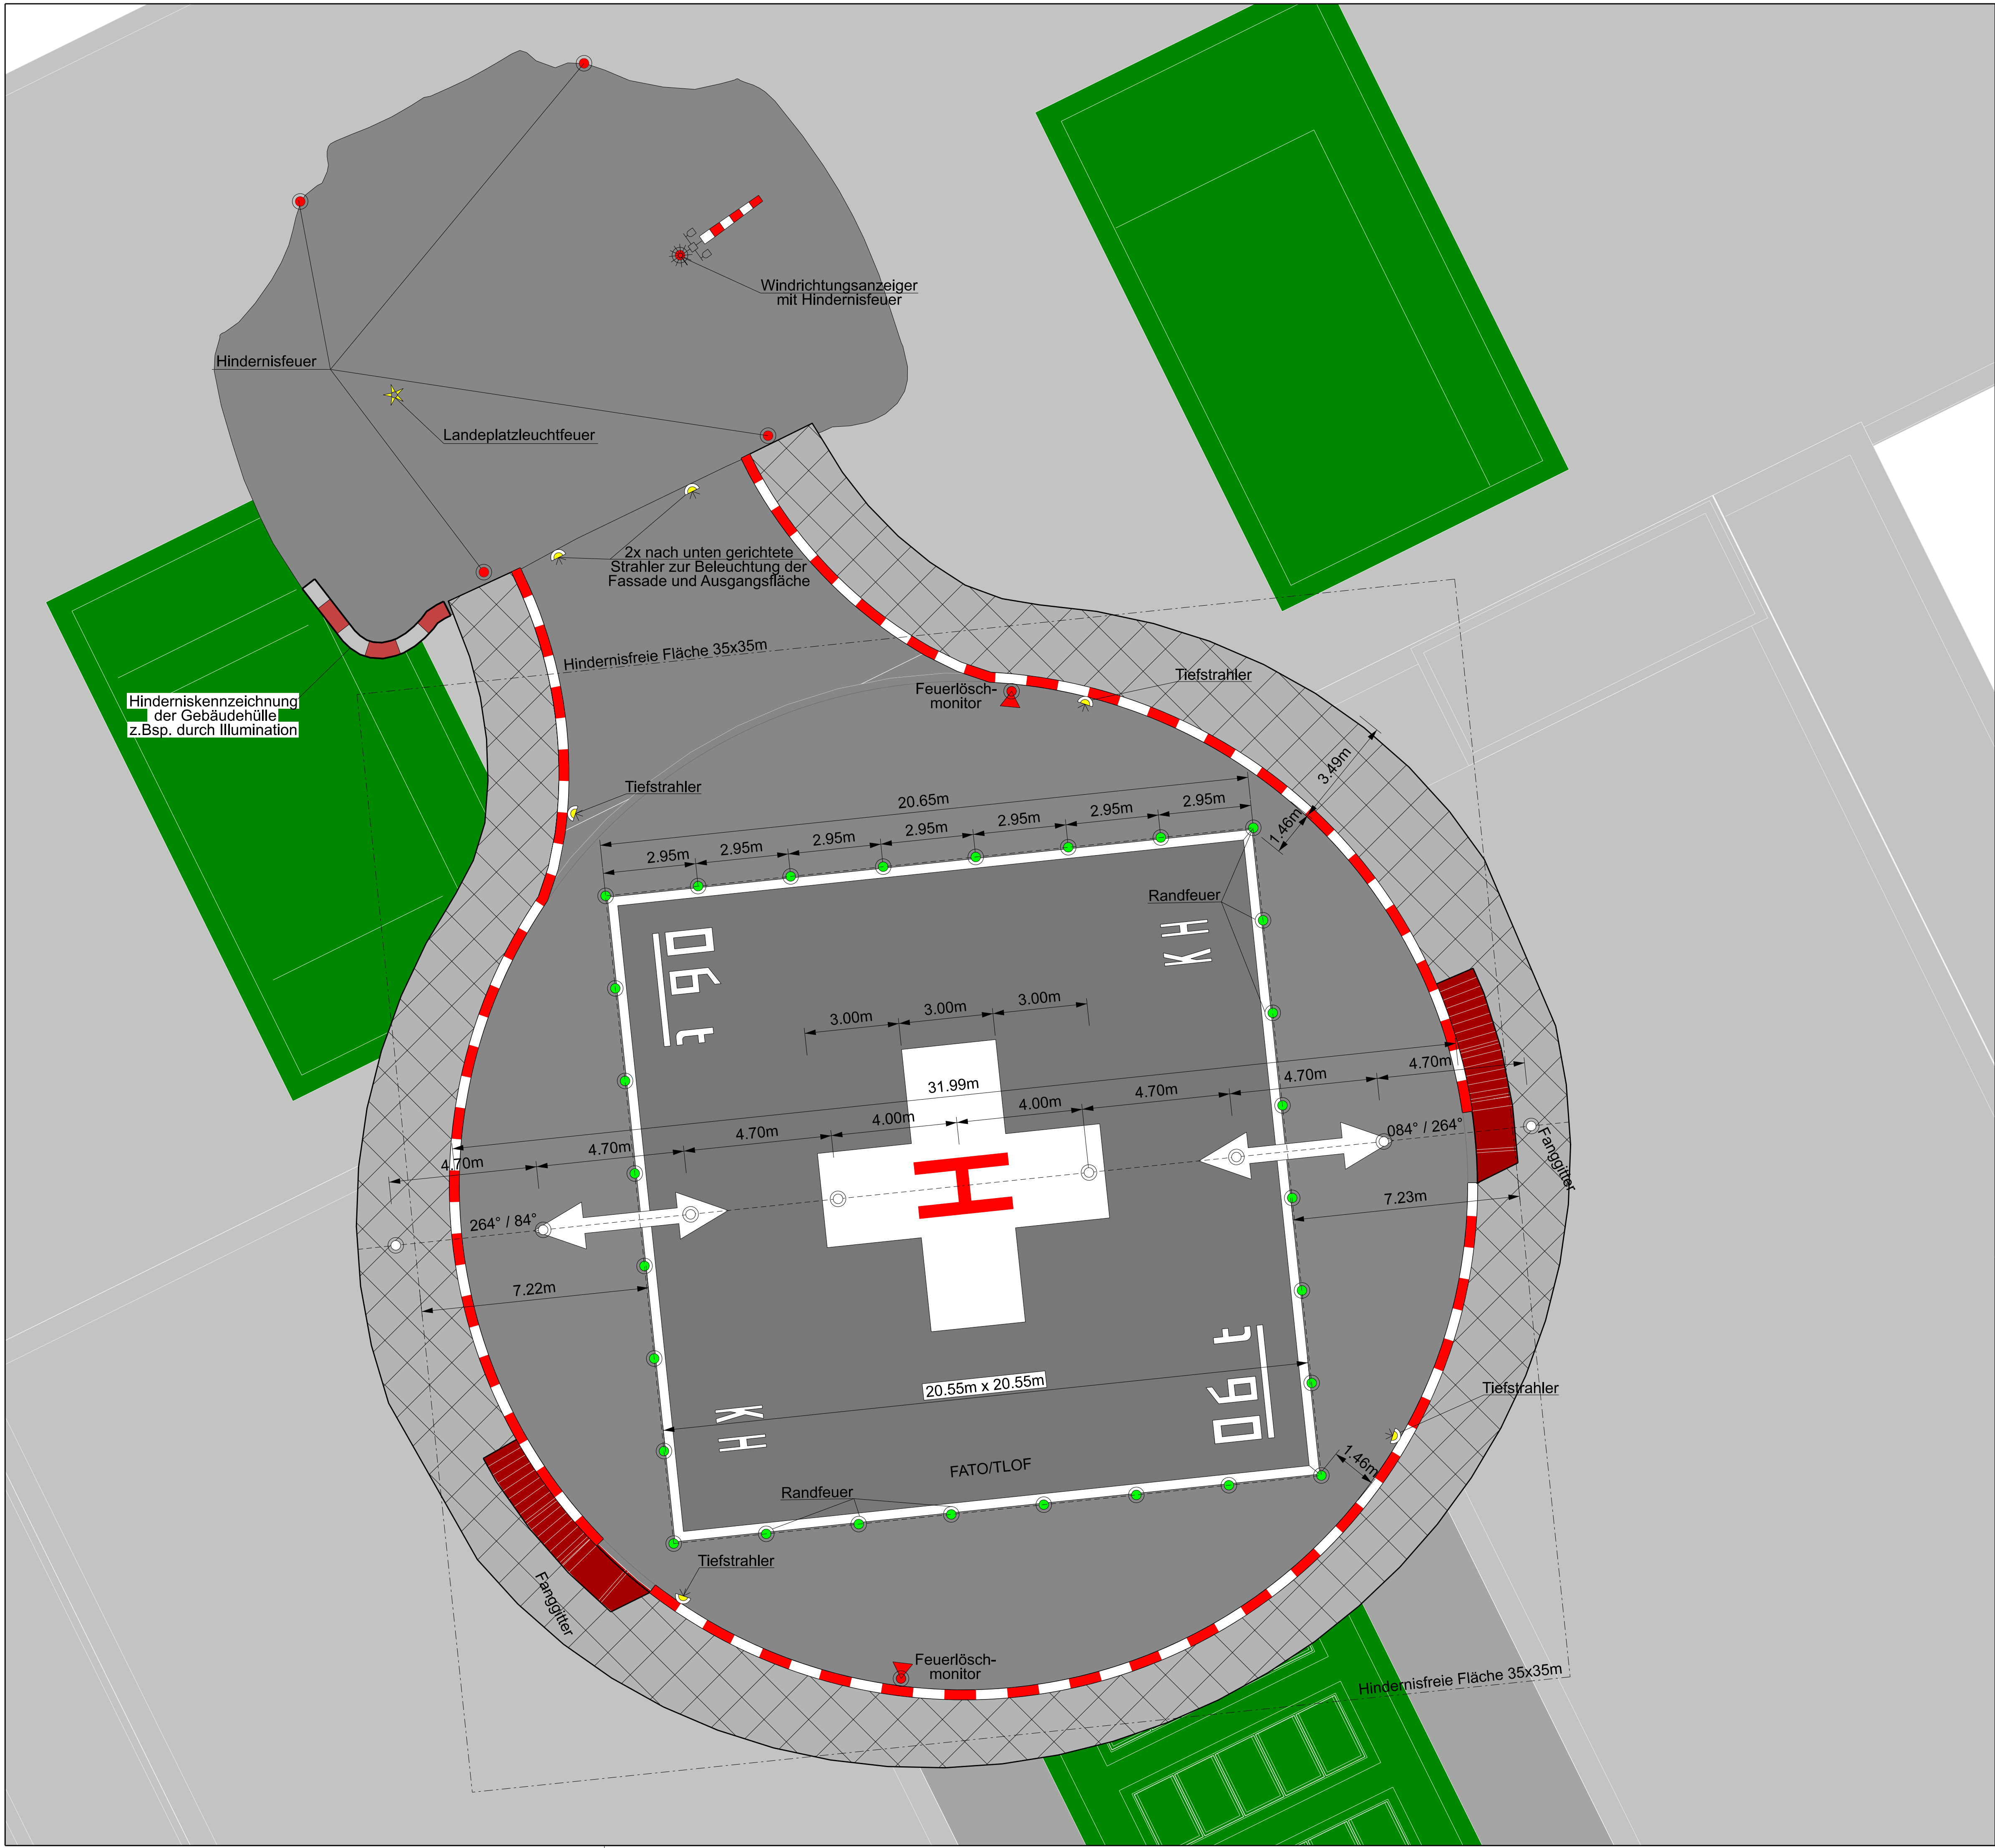 Windrichtungsanzeiger
mit Hindernisfeuer
Hindernisfeuer
Landeplatzleuchtfeuer
2x nach unten gerichtete
Strahler zur Beleuchtung der
Fassade und Ausgangsfläche
Hindernisfreie Fläche 35x35m
Hinderniskennzeichnung
der Gebäudehülle
z.Bsp. durch Illumination
Feuerlösch-
monitor
Tiefstrahler
3.49m
1.46m
Tiefstrahler
20.65m
2.95m
2.95m
2.95m
2.95m
2.95m
2.95m
2.95m
Randfeuer
06 t
HK
3.00m
3.00m
3.00m
31.99m
4.70m
4.70m
4.70m
4.00m
4.00m
4.70m
4.70m
4.70m
084° / 264°
Fanggitter
264° / 84°
H
7.23m
7.22m
20.55m x 20.55m
06 t
HK
Tiefstrahler
1.46m
FATO/TLOF
Randfeuer
Tiefstrahler
Fanggitter
Feuerlösch-
monitor
Hindernisfreie Fläche 35x35m